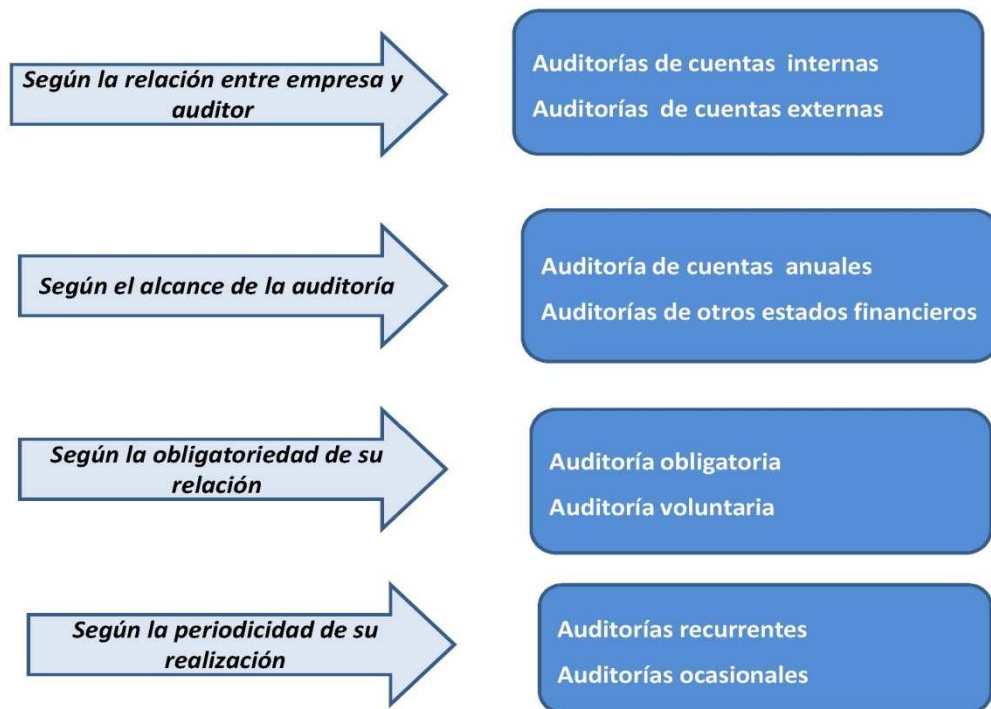 Según la relación entre empresa y
auditor
Auditorías de cuentas internas
Auditorías de cuentas externas
Según el alcance de la auditoría
Auditoría de cuentas anuales
Auditorías de otros estados financieros
Según la obligatoriedad de su
relación
Auditoría obligatoria
Auditoría voluntaria
Según la periodicidad de su
realización
Auditorías recurrentes
Auditorías ocasionales